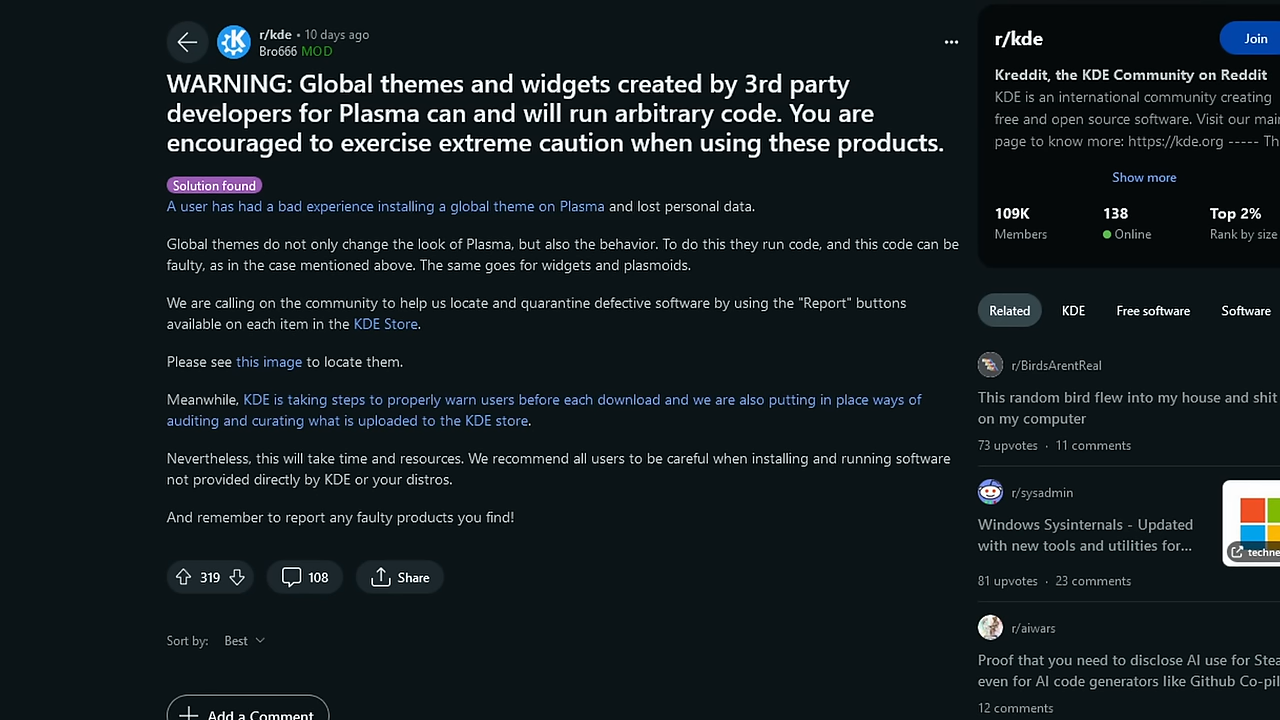 r/kde • 10 days ago
Bro666 MOD
WARNING: Global themes and widgets created by 3rd party
developers for Plasma can and will run arbitrary code. You are
encouraged to exercise extreme caution when using these products.
Solution found
A user has had a bad experience installing a global theme on Plasma and lost personal data.
Global themes do not only change the look of Plasma, but also the behavior. To do this they run code, and this code can be
faulty, as in the case mentioned above. The same goes for widgets and plasmoids.
We are calling on the community to help us locate and quarantine defective software by using the "Report" buttons
available on each item in the KDE Store.
Please see this image to locate them.
Meanwhile, KDE is taking steps to properly warn users before each download and we are also putting in place ways of
auditing and curating what is uploaded to the KDE store.
Nevertheless, this will take time and resources. We recommend all users to be careful when installing and running software
not provided directly by KDE or your distros.
And remember to report any faulty products you find!
319
108
Share
Sort by: Best
Add a Comment
r/kde
Join
Kreddit, the KDE Community on Reddit
KDE is an international community creating
free and open source software. Visit our mai
page to know more: https://kde.org ----- Th
Show more
109K 138 Top 2%
Members Online Rank by size
Related KDE Free software Software
r/BirdsArentReal
This random bird flew into my house and shit
on my computer
73 upvotes · 11 comments
r/sysadmin
Windows Sysinternals - Updated
with new tools and utilities for...
techne
81 upvotes · 23 comments
r/aiwars
Proof that you need to disclose AI use for Stea
even for AI code generators like Github Co-pil
12 comments